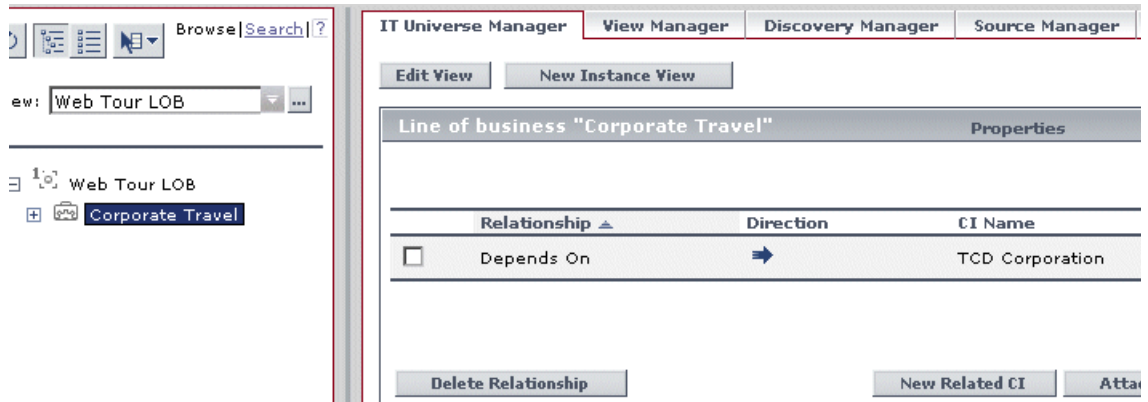 Browse|Search|?
ew: Web Tour LOB ...
1 Web Tour LOB
Corporate Travel
IT Universe Manager View Manager Discovery Manager Source Manager
Edit View New Instance View
Line of business "Corporate Travel" Properties
Relationship Direction CI Name
Depends On TCD Corporation
Delete Relationship New Related CI Attac